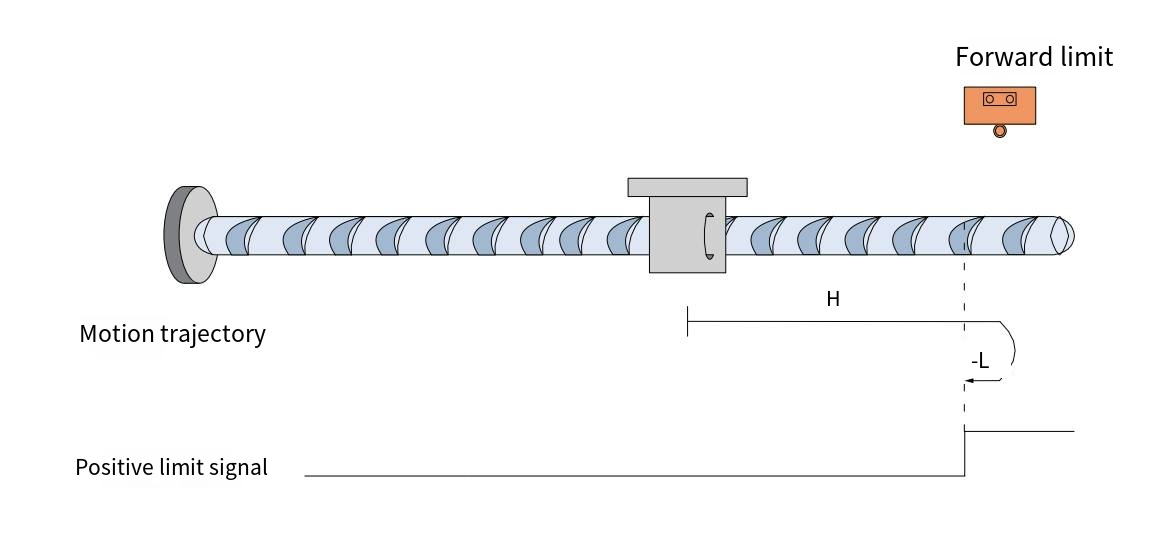 Forward limit
H
Motion trajectory
-L
Positive limit signal